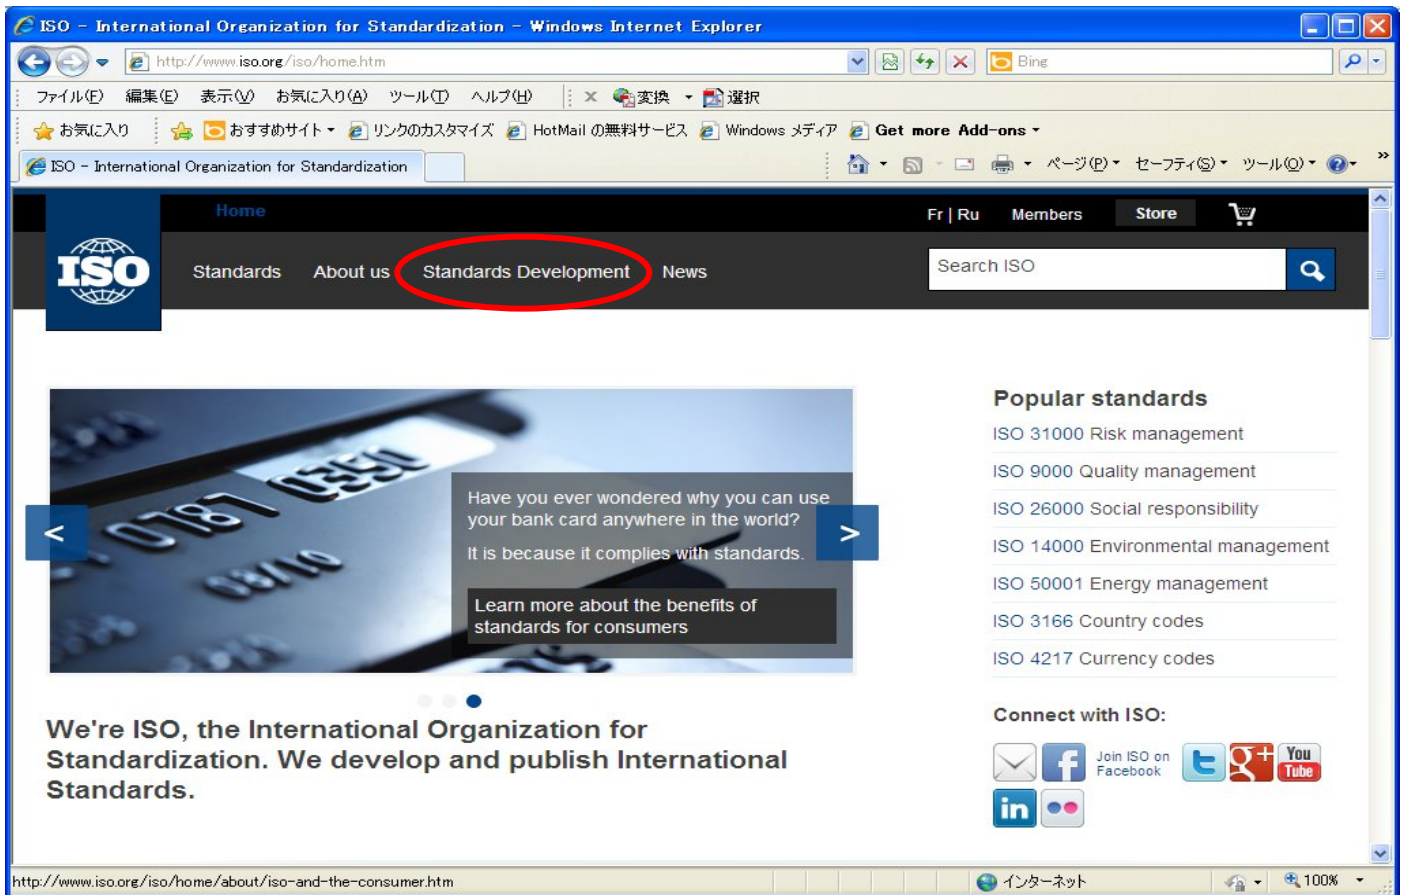 ISO - International Organization for Standardization - Windows Internet Explorer
http://www.iso.org/iso/home.htm
Bing
ファイル(F) 編集(E) 表示(V) お気に入り(A) ツール(T) ヘルプ(H) x 変換 選択
お気に入り おすすめサイト リンクのカスタマイズ HotMail の無料サービス Windows メディア Get more Add-ons
ISO - International Organization for Standardization
ページ(P) セーフティ(S) ツール(O) »
Home
Fr | Ru Members Store
ISO
Standards About us Standards Development News
Search ISO
Have you ever wondered why you can use
your bank card anywhere in the world?
It is because it complies with standards.
Learn more about the benefits of
standards for consumers
0787 0350
08/10
<
>
We're ISO, the International Organization for
Standardization. We develop and publish International
Standards.
Popular standards
ISO 31000 Risk management
ISO 9000 Quality management
ISO 26000 Social responsibility
ISO 14000 Environmental management
ISO 50001 Energy management
ISO 3166 Country codes
ISO 4217 Currency codes
Connect with ISO:
f
Join ISO on
Facebook
t
g+
You
Tube
in
http://www.iso.org/iso/home/about/iso-and-the-consumer.htm
インターネット
100%